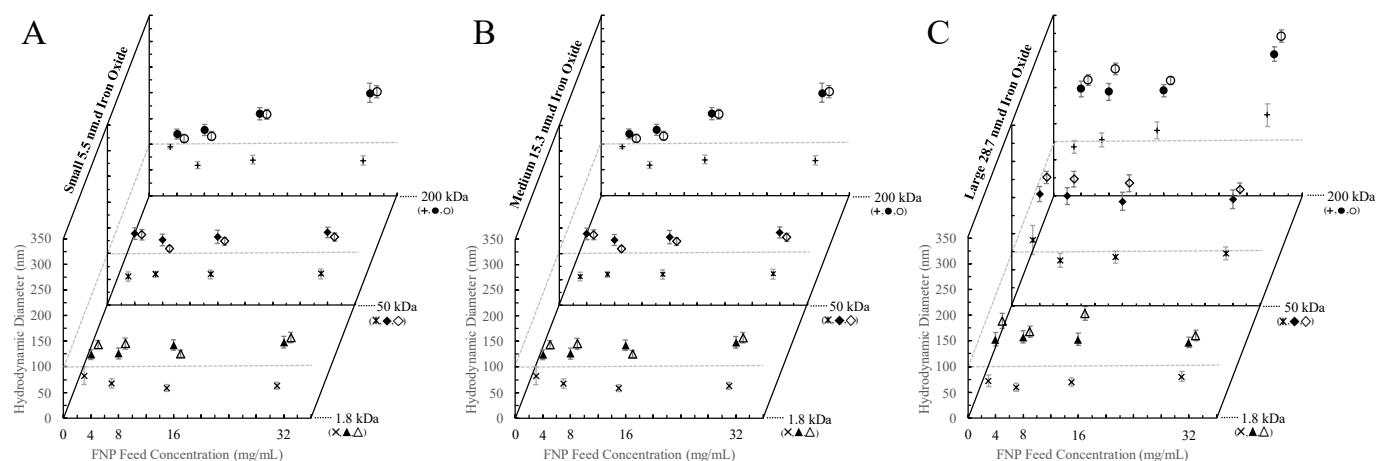 A
Small 5.5 nm.d Iron Oxide
Hydrodynamic Diameter (nm)
350
300
250
200
150
100
50
0
0 4 8 16 32
FNP Feed Concentration (mg/mL)
200 kDa
(+,●,○)
50 kDa
(ж,◆,◇)
1.8 kDa
(×,▲,△)
B
Medium 15.3 nm.d Iron Oxide
Hydrodynamic Diameter (nm)
350
300
250
200
150
100
50
0
0 4 8 16 32
FNP Feed Concentration (mg/mL)
200 kDa
(+,●,○)
50 kDa
(ж,◆,◇)
1.8 kDa
(×,▲,△)
C
Large 28.7 nm.d Iron Oxide
Hydrodynamic Diameter (nm)
350
300
250
200
150
100
50
0
0 4 8 16 32
FNP Feed Concentration (mg/mL)
200 kDa
(+,●,○)
50 kDa
(ж,◆,◇)
1.8 kDa
(×,▲,△)